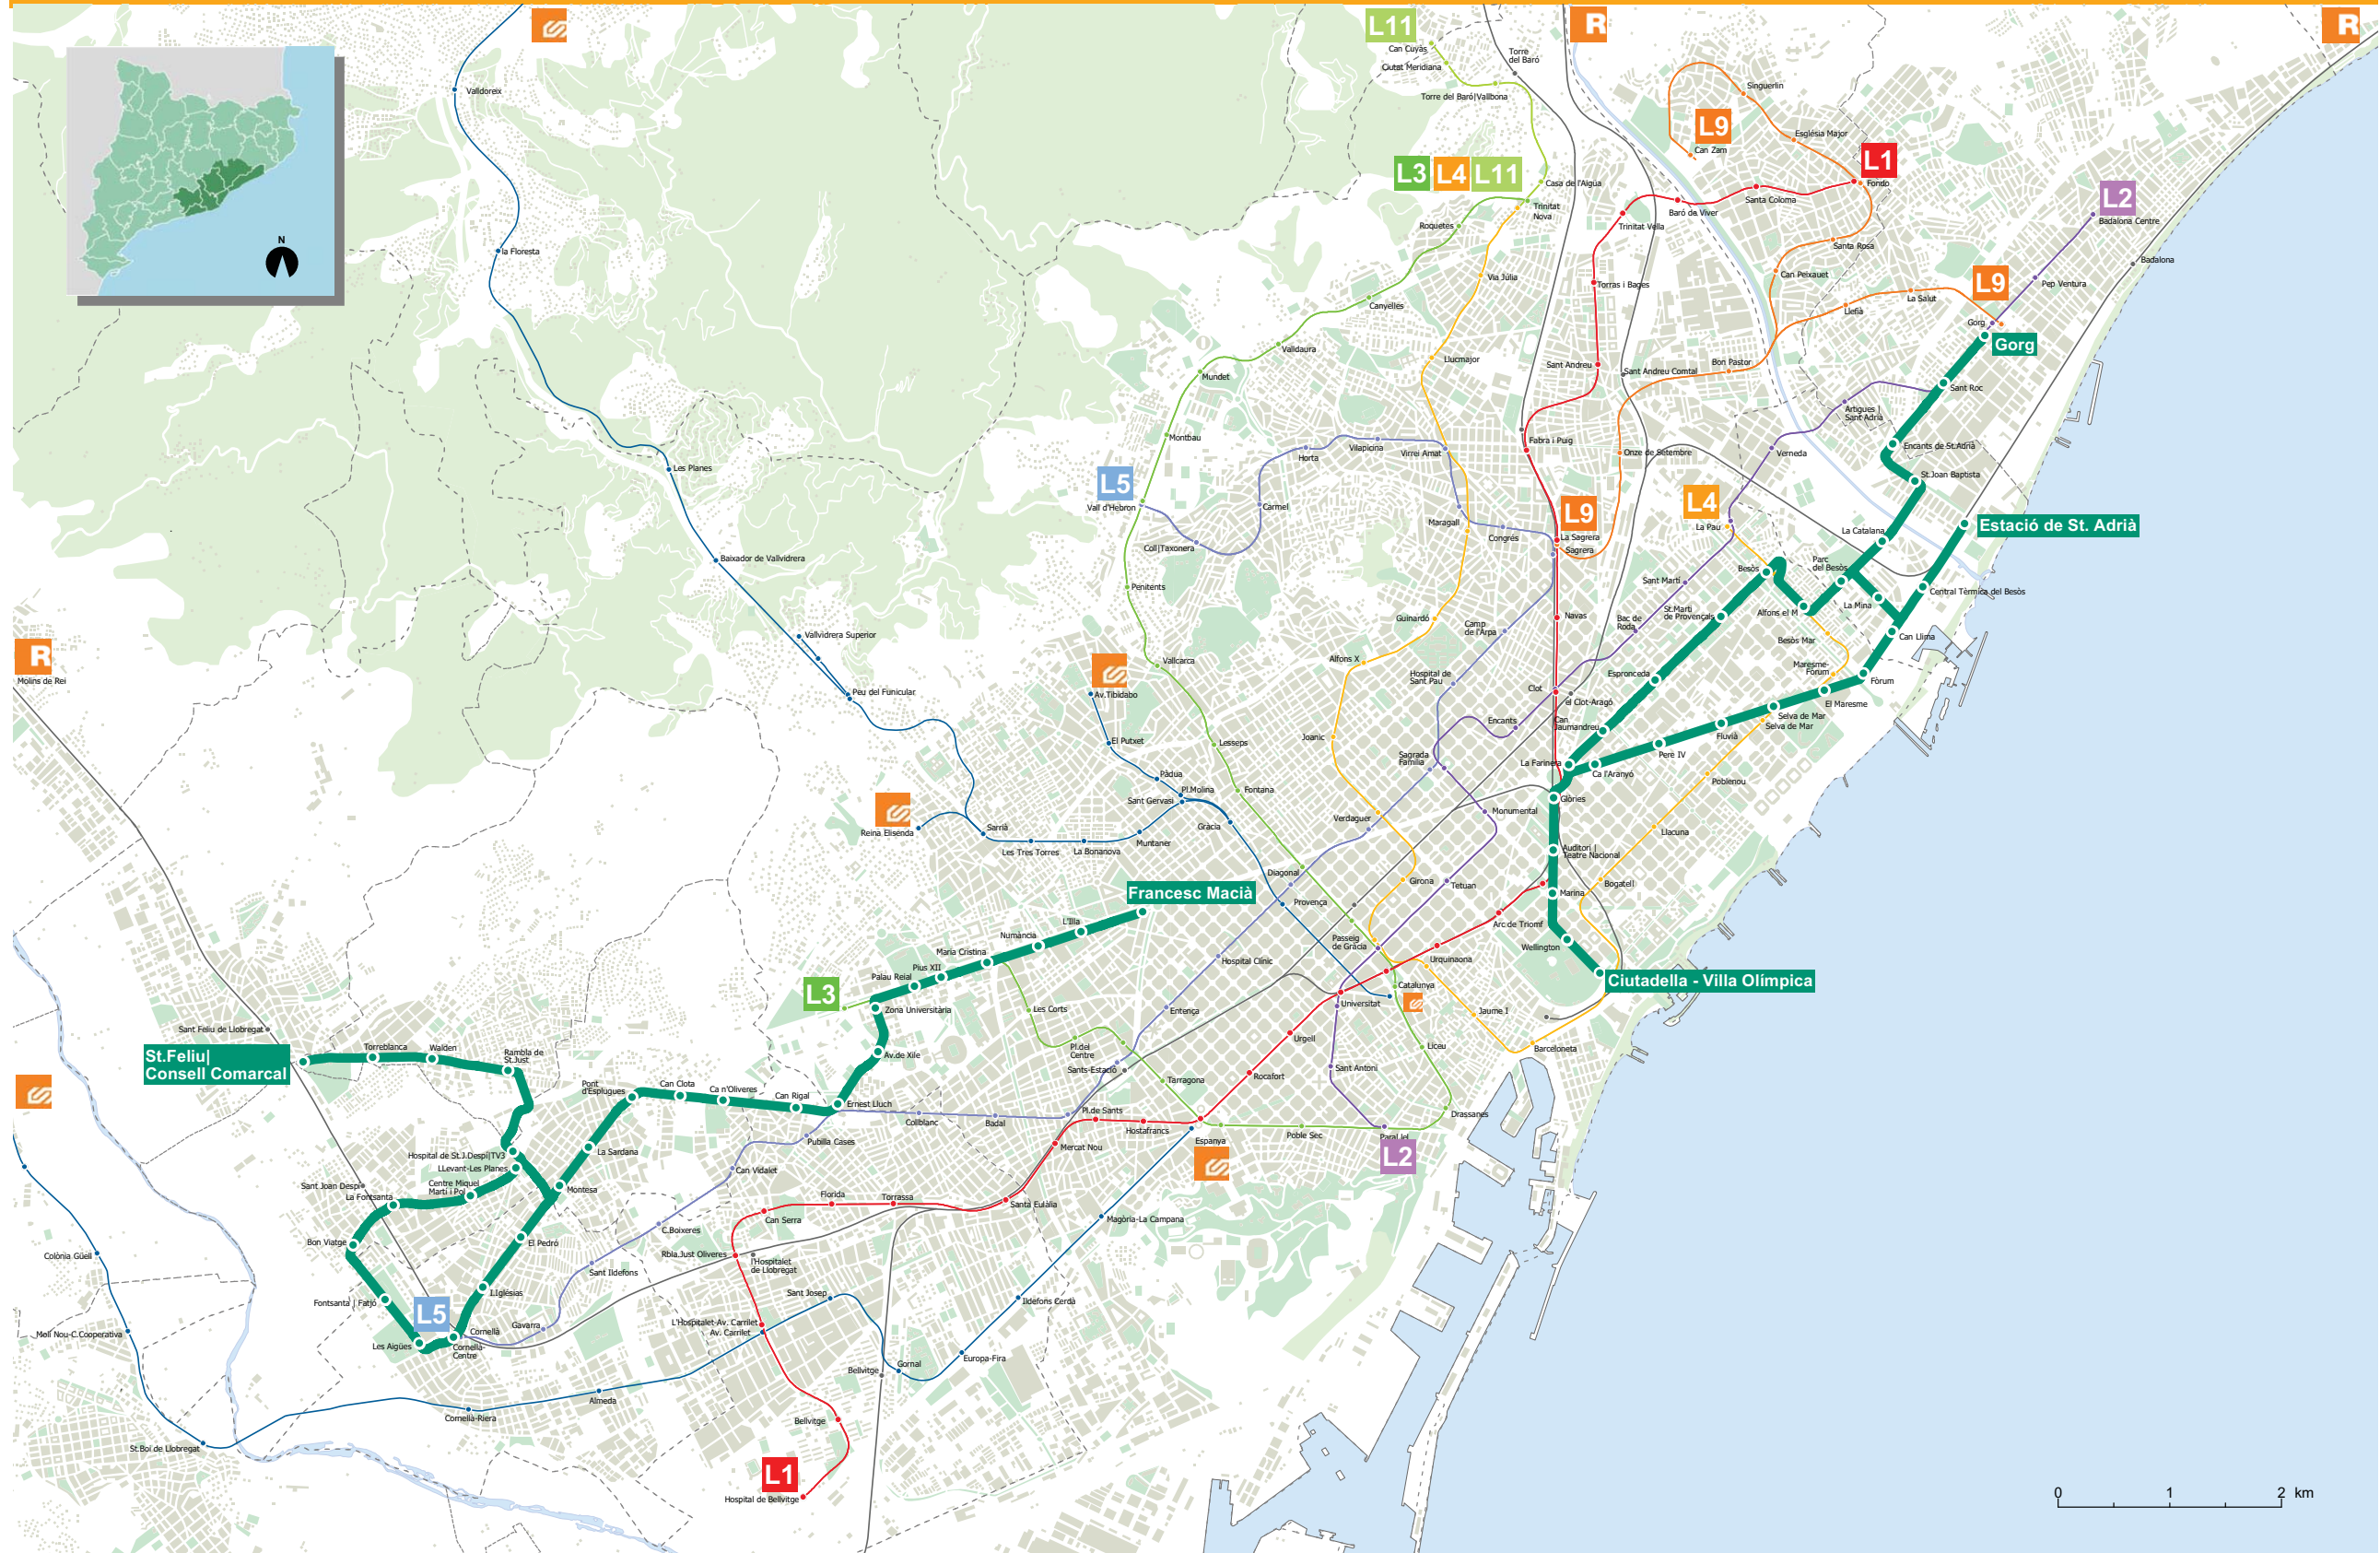 L11
Can Cuyàs
Ciutat Meridiana
Torre del Baró|Vallbona
Torre
del Baró
R
R
Valldoreix
N
la Floresta
L3
L4
L11
Casa de l'Aigua
Trinitat
Nova
Roquetes
Via Júlia
Canyelles
Valldaura
Llucmajor
Mundet
Montbau
Singuerlin
L9
Can Zam
Església Major
L1
Fondo
Santa Coloma
Baró de Viver
Trinitat Vella
Santa Rosa
Can Peixauet
Torras i Bages
L2
Badalona Centre
Badalona
Pep Ventura
L9
La Salut
Llefià
Gorg
Gorg
Bon Pastor
Sant Andreu
Sant Andreu Comtal
Sant Roc
Artigues |
Sant Adrià
Encants de St.Adrià
St.Joan Baptista
Verneda
Fabra i Puig
Onze de Setembre
Horta
Vilapicina
Virrei Amat
Les Planes
L5
Vall d'Hebron
Carmel
Coll|Taxonera
Maragall
Congrés
L9
La Sagrera
Sagrera
L4
La Pau
La Catalana
Estació de St. Adrià
Baixador de Vallvidrera
Penitents
Besòs
Parc
del Besòs
Sant Martí
Central Tèrmica del Besòs
La Mina
Alfons el M
St.Martí
de Provençals
Guinardó
Camp
de l'Arpa
Navas
Bac de
Roda
Vallvidrera Superior
Can Llima
Besòs Mar
Maresme-
Fòrum
Fòrum
R
Molins de Rei
Alfons X
Vallcarca
Hospital de
Sant Pau
Espronceda
Peu del Funicular
Av.Tibidabo
Clot
el Clot-Aragó
El Maresme
Selva de Mar
Selva de Mar
El Putxet
Lesseps
Joanic
Encants
Can
Jaumandreu
Fluvià
Pere IV
Sagrada
Família
La Farinera
Ca l'Aranyó
Poblenou
Pàdua
Pl.Molina
Sant Gervasi
Fontana
Glòries
Monumental
Verdaguer
Gràcia
Reina Elisenda
Sarrià
Les Tres Torres
La Bonanova
Muntaner
Llacuna
Auditori |
Teatre Nacional
Diagonal
Girona
Tetuan
Bogatell
Marina
Francesc Macià
Provença
Arc de Triomf
L'Illa
Numància
Maria Cristina
Passeig
de Gràcia
Wellington
Urquinaona
Pius XII
Palau Reial
Hospital Clínic
Ciutadella - Villa Olímpica
L3
Zona Universitària
Les Corts
Entença
Catalunya
Universitat
Jaume I
Sant Feliu de Llobregat
St.Feliu|
Consell Comarcal
Torreblanca
Walden
Rambla de
St.Just
Av.de Xile
Pl.del
Centre
Sants-Estació
Urgell
Liceu
Barceloneta
Pont
d'Esplugues
Can Clota
Ca n'Oliveres
Can Rigal
Ernest Lluch
Tarragona
Rocafort
Sant Antoni
Collblanc
Badal
Pl.de Sants
Hostafrancs
Drassanes
Espanya
Poble Sec
Paral.lel
L2
Pubilla Cases
Mercat Nou
Hospital de St.J.Despí|TV3
LLevant-Les Planes
La Sardana
Can Vidalet
Sant Joan Despí
La Fontsanta
Centre Miquel
Martí i Pol
Montesa
Florida
Torrassa
Santa Eulàlia
Can Serra
Magòria-La Campana
C.Boixeres
Bon Viatge
El Pedró
Colònia Güell
Rbla.Just Oliveres
l'Hospitalet
de Llobregat
Sant Ildefons
I.Iglésias
Fontsanta | Fatjó
L5
Sant Josep
Ildefons Cerdà
Gavarra
L'Hospitalet-Av. Carrilet
Av. Carrilet
Moli Nou-C.Cooperativa
Cornellà
Les Aigües
Cornellà-
Centre
Europa-Fira
Gornal
Bellvitge
Almeda
Cornellà-Riera
Bellvitge
St.Boi de Llobregat
L1
Hospital de Bellvitge
0 1 2 km